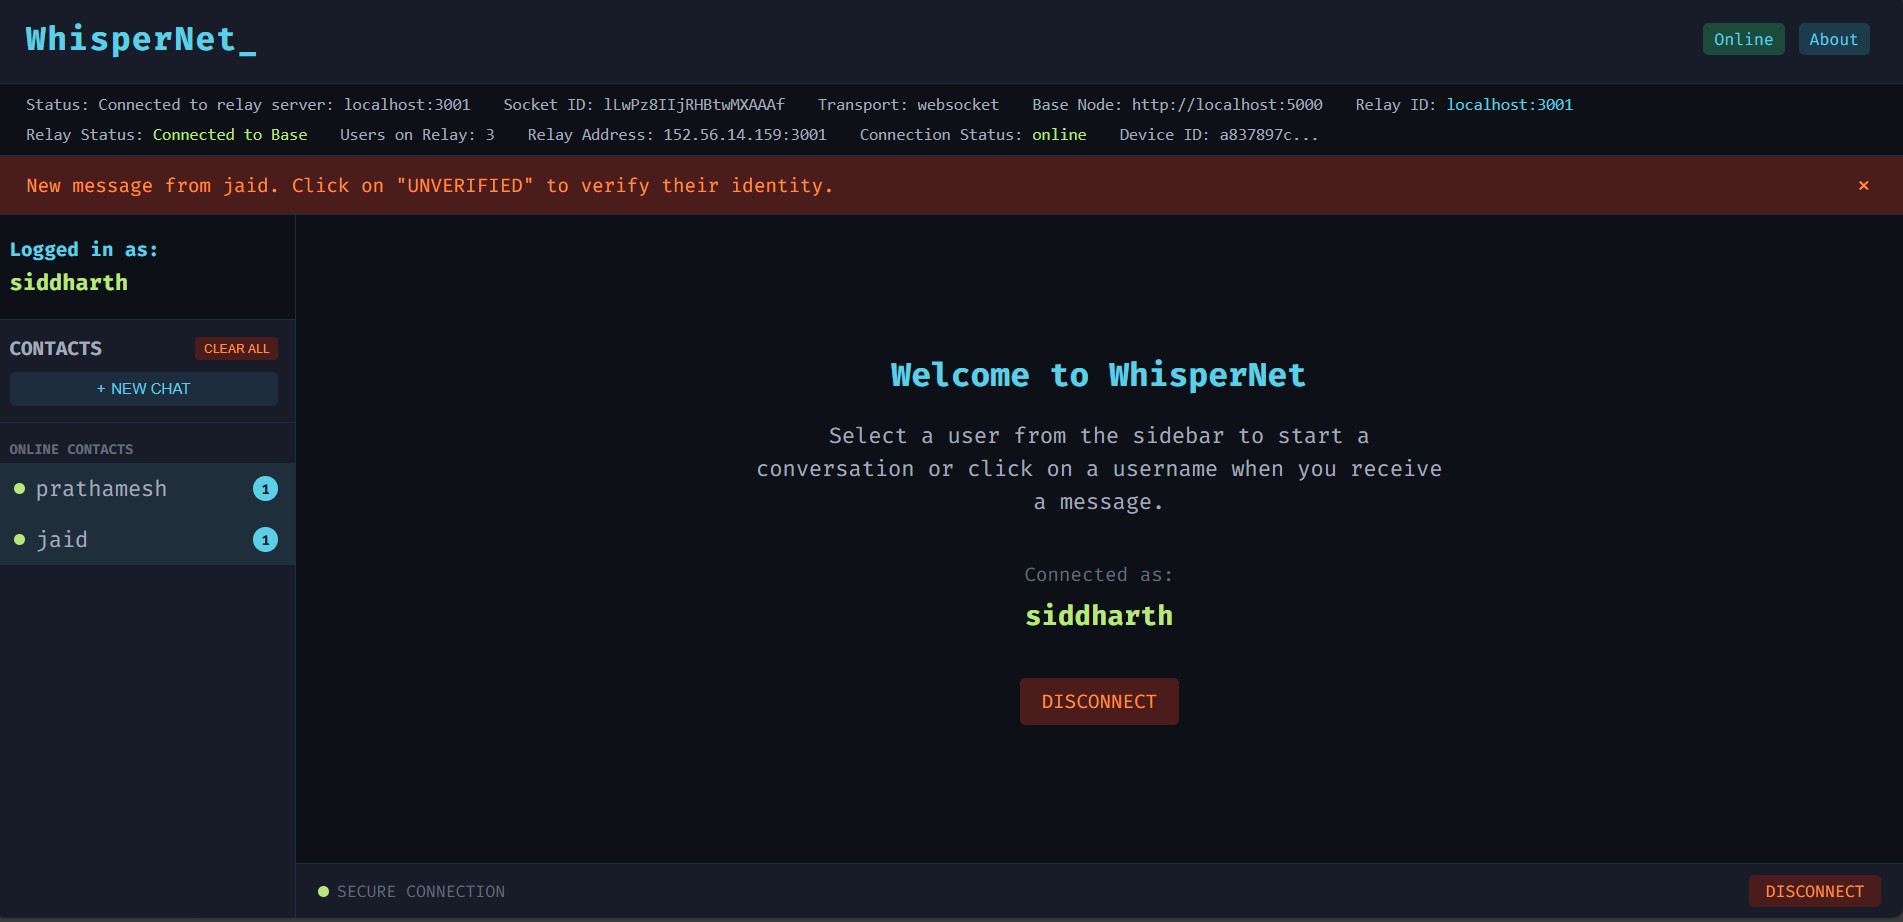 WhisperNet_
Online About
Status: Connected to relay server: localhost:3001 Socket ID: lLwPz8IIjRHBtwMXAAAf Transport: websocket Base Node: http://localhost:5000 Relay ID: localhost:3001
Relay Status: Connected to Base Users on Relay: 3 Relay Address: 152.56.14.159:3001 Connection Status: online Device ID: a837897c...
New message from jaid. Click on "UNVERIFIED" to verify their identity. ×
Logged in as:
siddharth
CONTACTS CLEAR ALL
+ NEW CHAT
ONLINE CONTACTS
prathamesh 1
jaid 1
Welcome to WhisperNet
Select a user from the sidebar to start a
conversation or click on a username when you receive
a message.
Connected as:
siddharth
DISCONNECT
SECURE CONNECTION DISCONNECT